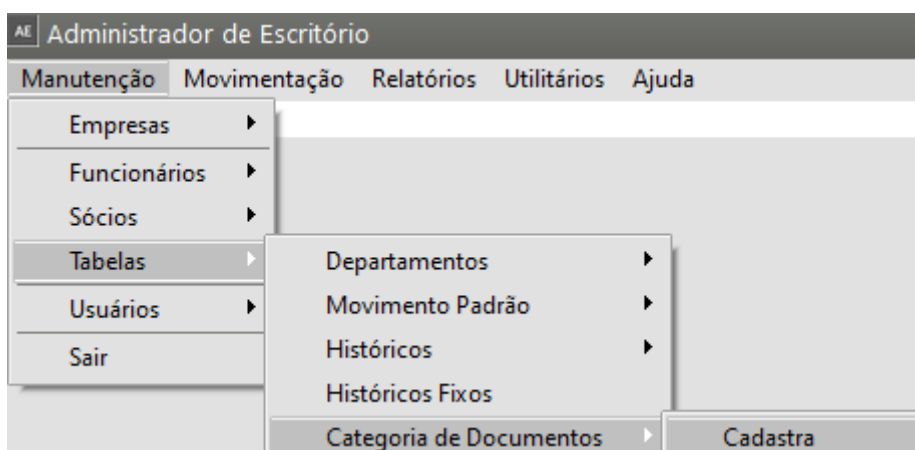 AE Administrador de Escritório
Manutenção Movimentação Relatórios Utilitários Ajuda
Empresas
Funcionários
Sócios
Tabelas
Usuários
Sair
Departamentos
Movimento Padrão
Históricos
Históricos Fixos
Categoria de Documentos
Cadastra